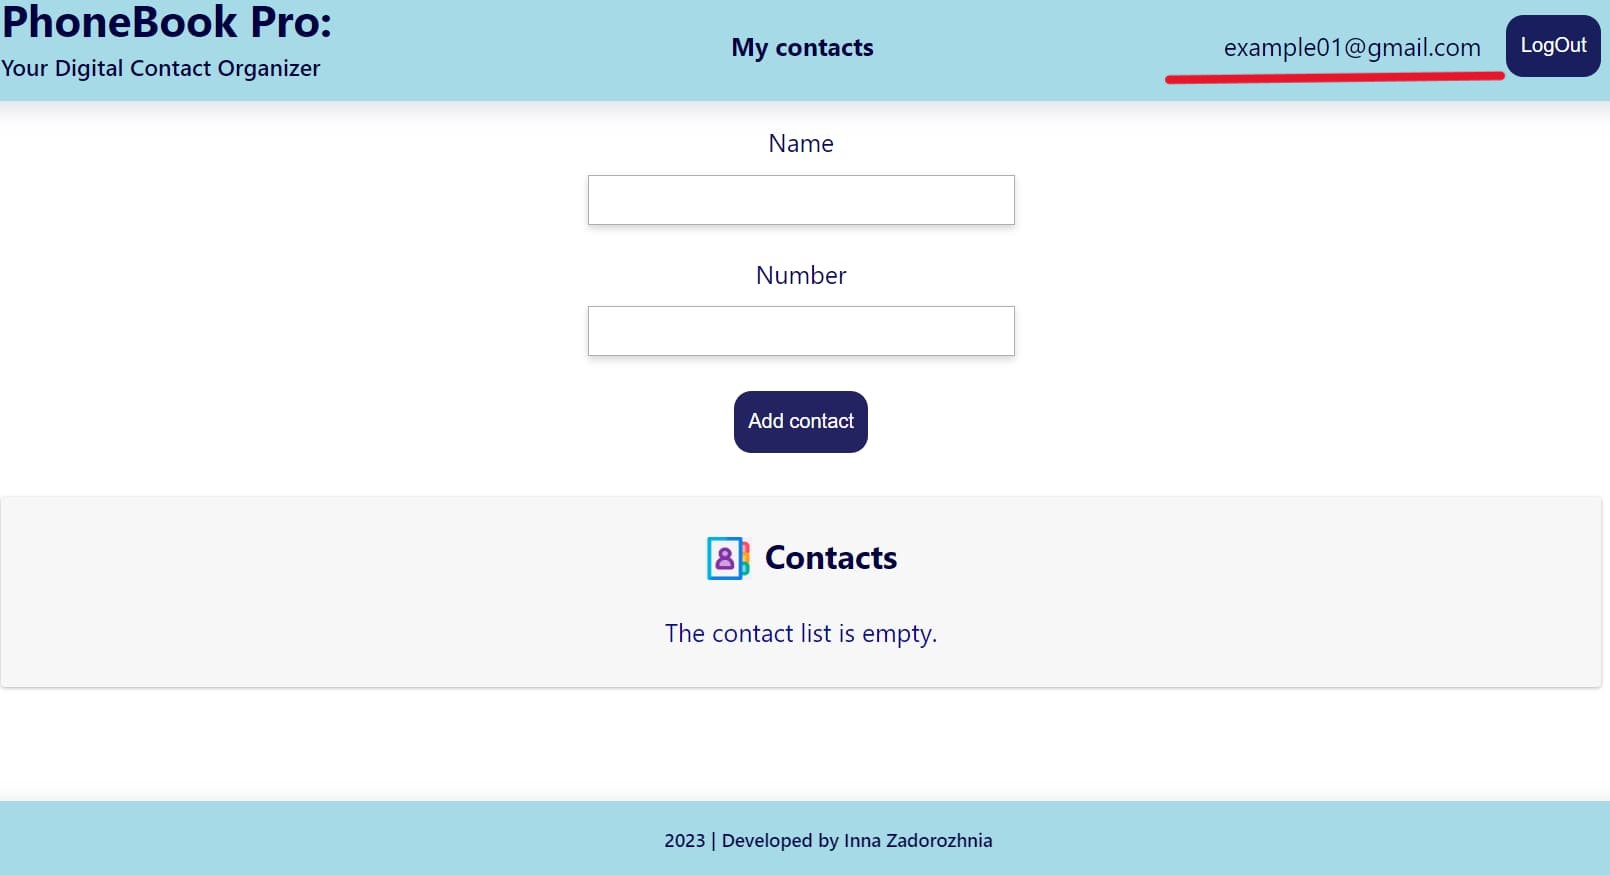 PhoneBook Pro:
Your Digital Contact Organizer
My contacts
example01@gmail.com
LogOut
Name
Number
Add contact
Contacts
The contact list is empty.
2023 | Developed by Inna Zadorozhnia